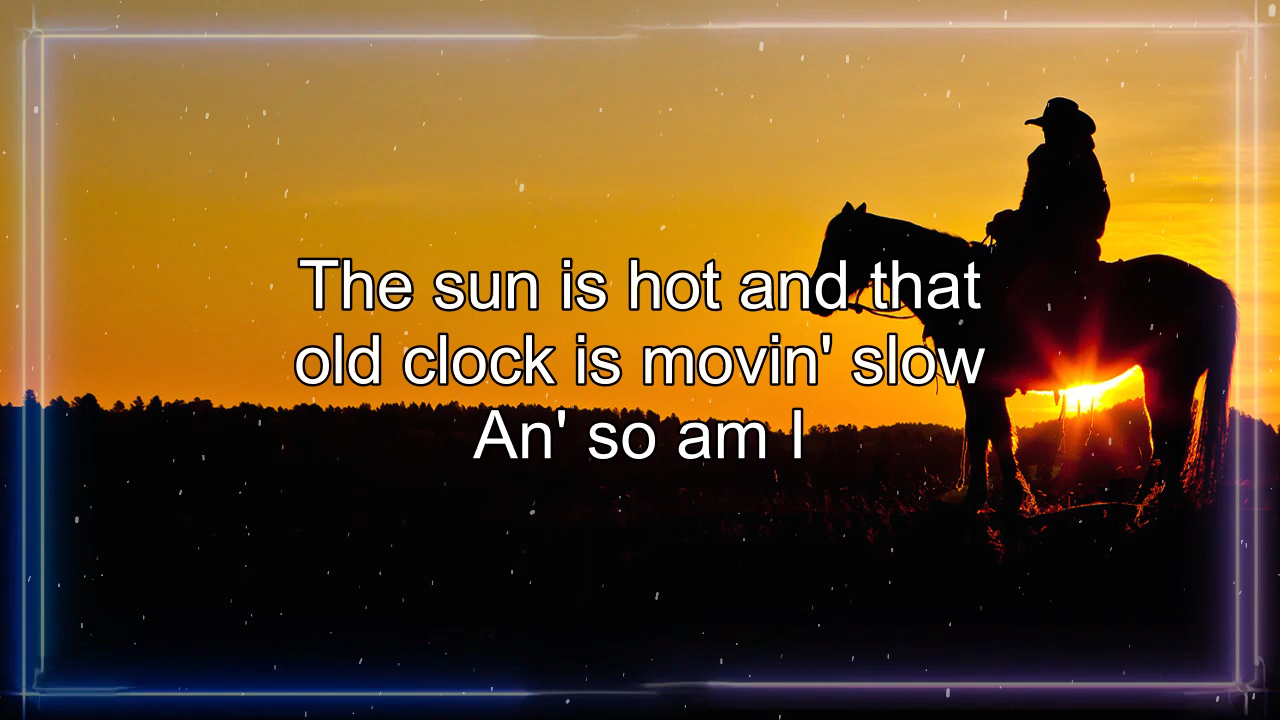 The sun is hot and that
old clock is movin' slow
An' so am I